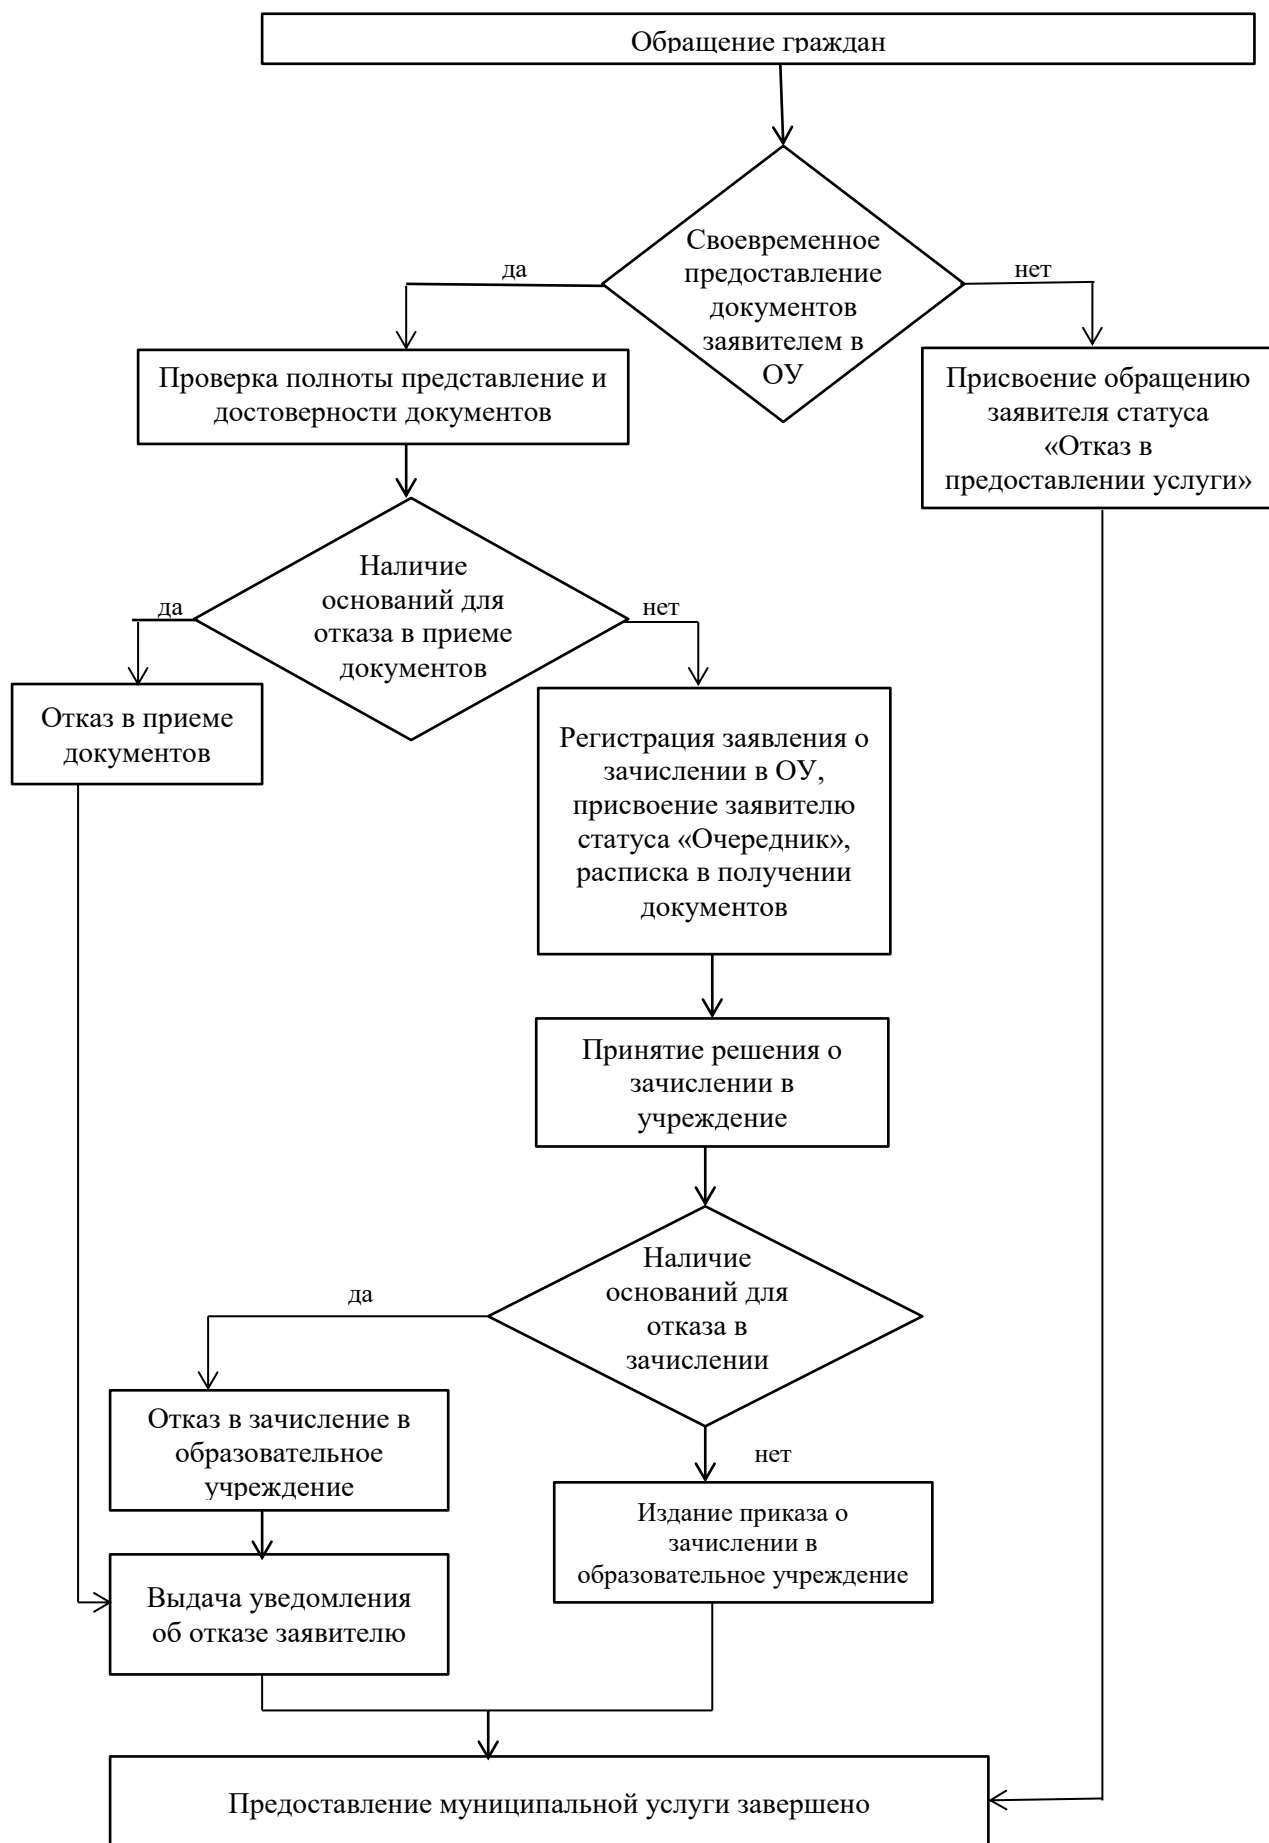 Обращение граждан
Своевременное
предоставление
документов
заявителем в
ОУ
да
нет
Проверка полноты представление и
достоверности документов
Присвоение обращению
заявителя статуса
«Отказ в
предоставлении услуги»
Наличие
оснований для
отказа в приеме
документов
да
нет
Отказ в приеме
документов
Регистрация заявления о
зачислении в ОУ,
присвоение заявителю
статуса «Очередник»,
расписка в получении
документов
Принятие решения о
зачислении в
учреждение
Наличие
оснований для
отказа в
зачислении
да
нет
Отказ в зачисление в
образовательное
учреждение
Издание приказа о
зачислении в
образовательное учреждение
Выдача уведомления
об отказе заявителю
Предоставление муниципальной услуги завершено